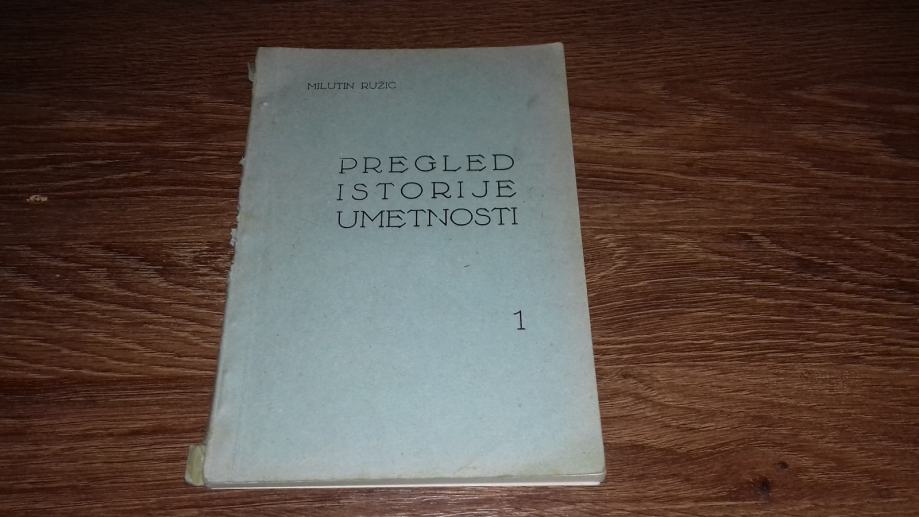 MILUTIN RUŽIĆ
PREGLED
ISTORIJE
UMETNOSTI
1